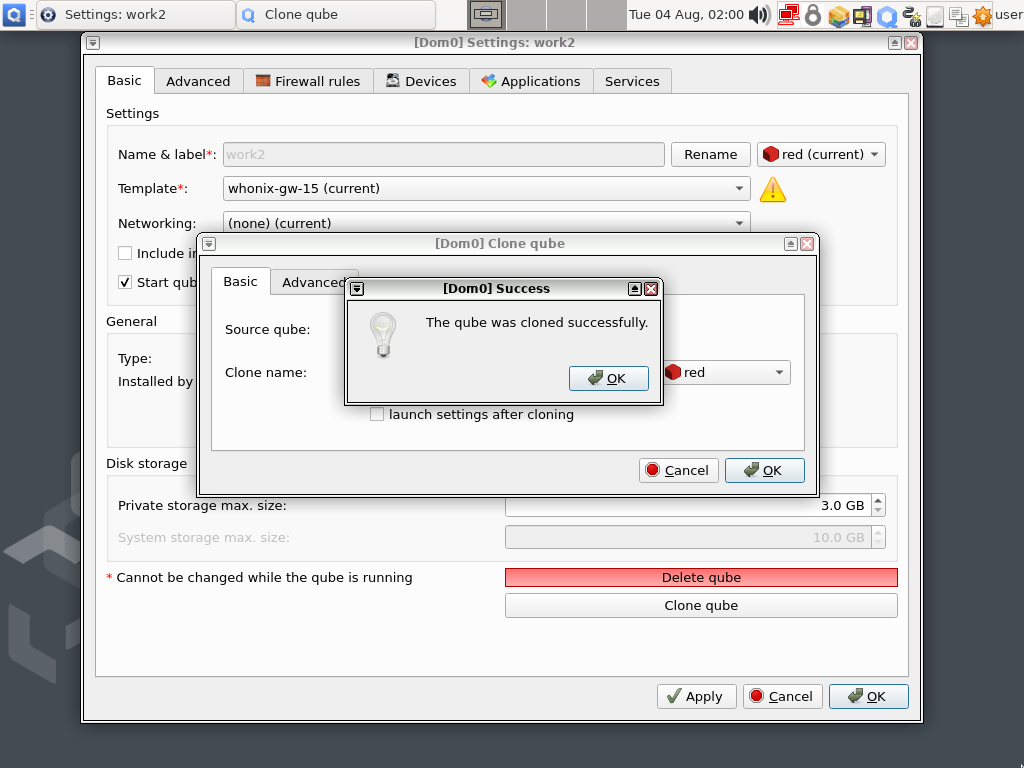 Settings: work2
Clone qube
Tue 04 Aug, 02:00
user
[Dom0] Settings: work2
Basic
Advanced
Firewall rules
Devices
Applications
Services
Settings
Name & label*:
work2
Rename
red (current)
Template*:
whonix-gw-15 (current)
Networking:
(none) (current)
Include in
Start qub
General
Type:
Installed by
[Dom0] Clone qube
Basic
Advanced
Source qube:
Clone name:
red
launch settings after cloning
Cancel
OK
[Dom0] Success
The qube was cloned successfully.
OK
Disk storage
Private storage max. size:
3.0 GB
System storage max. size:
10.0 GB
* Cannot be changed while the qube is running
Delete qube
Clone qube
Apply
Cancel
OK